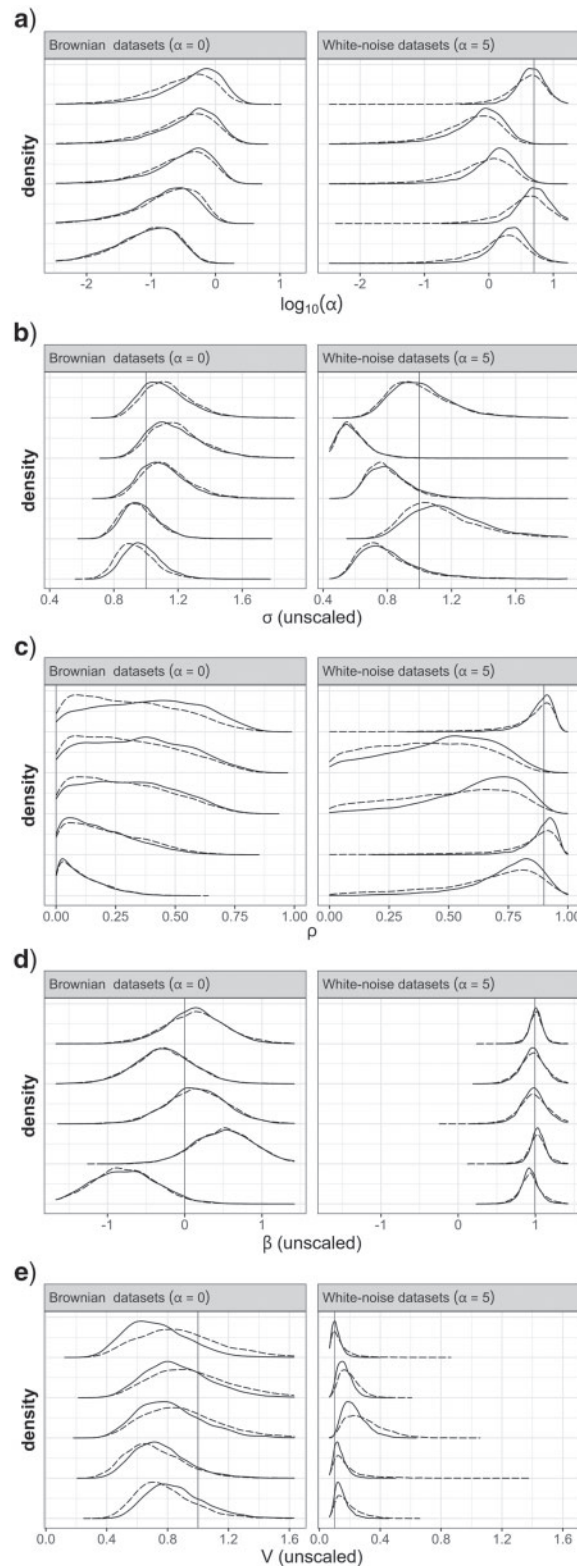 a)
Brownian datasets (α = 0)
White-noise datasets (α = 5)
density
-2 -1 0 1
-2 -1 0 1
log10(α)
b)
Brownian datasets (α = 0)
White-noise datasets (α = 5)
density
0.4 0.8 1.2 1.6
0.4 0.8 1.2 1.6
σ (unscaled)
c)
Brownian datasets (α = 0)
White-noise datasets (α = 5)
density
0.00 0.25 0.50 0.75 1.00
0.00 0.25 0.50 0.75 1.00
ρ
d)
Brownian datasets (α = 0)
White-noise datasets (α = 5)
density
-1 0 1
-1 0 1
β (unscaled)
e)
Brownian datasets (α = 0)
White-noise datasets (α = 5)
density
0.0 0.4 0.8 1.2 1.6
0.0 0.4 0.8 1.2 1.6
V (unscaled)